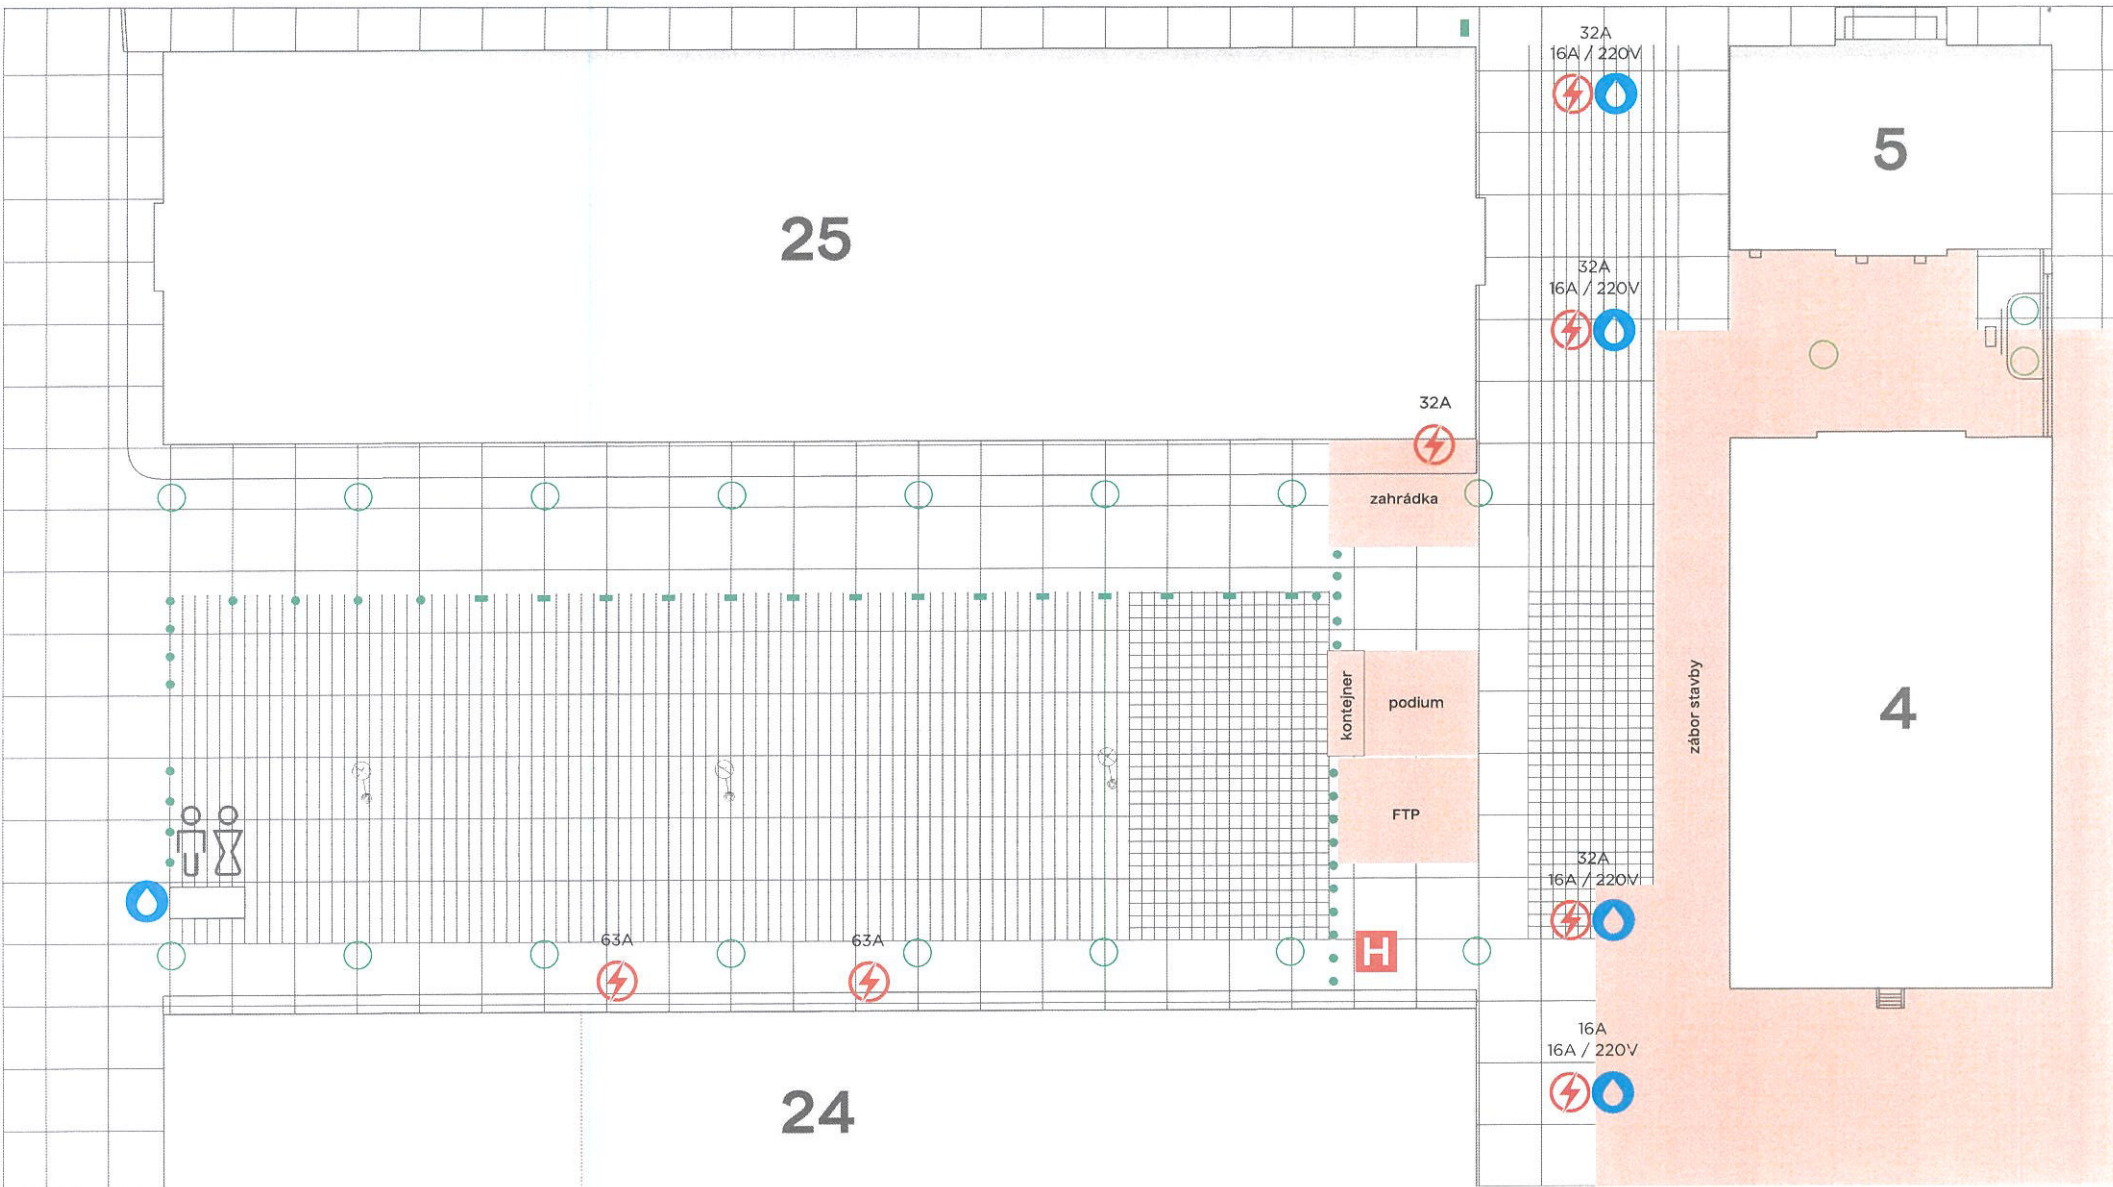 32A
16A / 220V
5
25
32A
16A / 220V
32A
zahrádka
kontejner
podium
zábor stavby
4
FTP
32A
16A / 220V
63A
63A
H
16A
16A / 220V
24